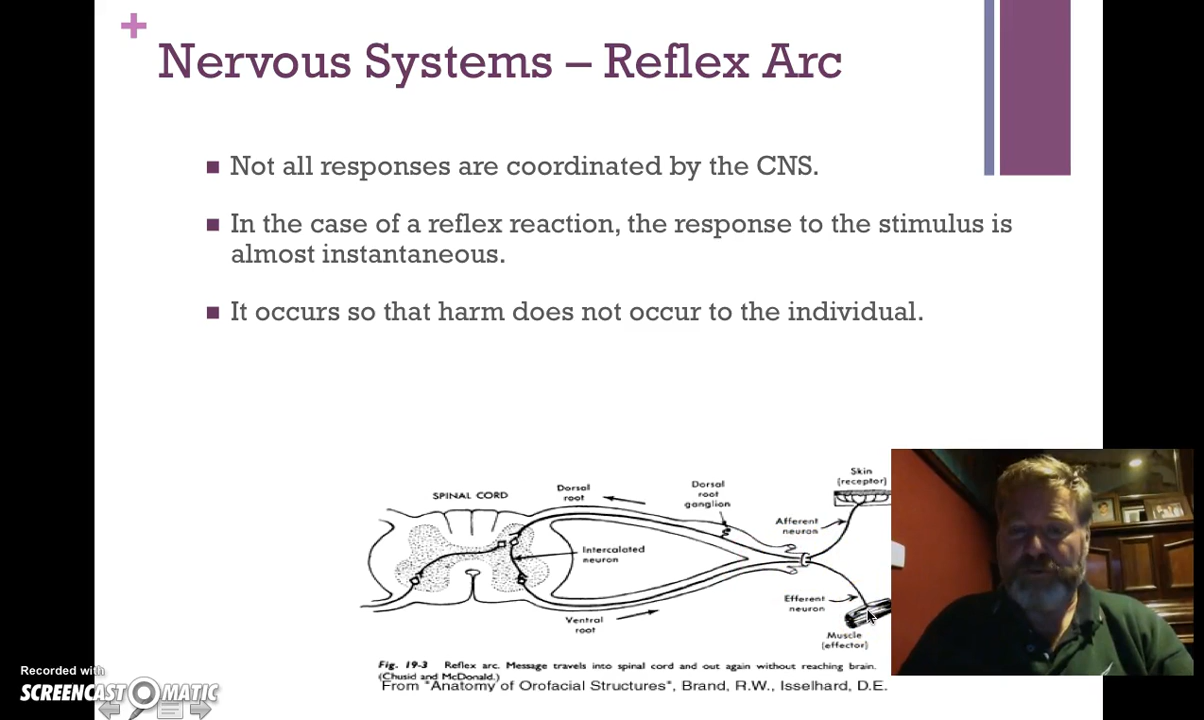 +
Nervous Systems – Reflex Arc
■ Not all responses are coordinated by the CNS.
■ In the case of a reflex reaction, the response to the stimulus is
almost instantaneous.
■ It occurs so that harm does not occur to the individual.
SPINAL CORD
Dorsal
root
Dorsal
root
ganglion
Skin
(receptor)
Afferent
neuron
Intercalated
neuron
Efferent
neuron
Ventral
root
Muscle
(effector)
Fig. 19-3 Reflex arc. Message travels into spinal cord and out again without reaching brain.
(Chusid and McDonald.)
From "Anatomy of Orofacial Structures", Brand, R.W., Isselhard, D.E.
Recorded with
SCREENCAST-O-MATIC